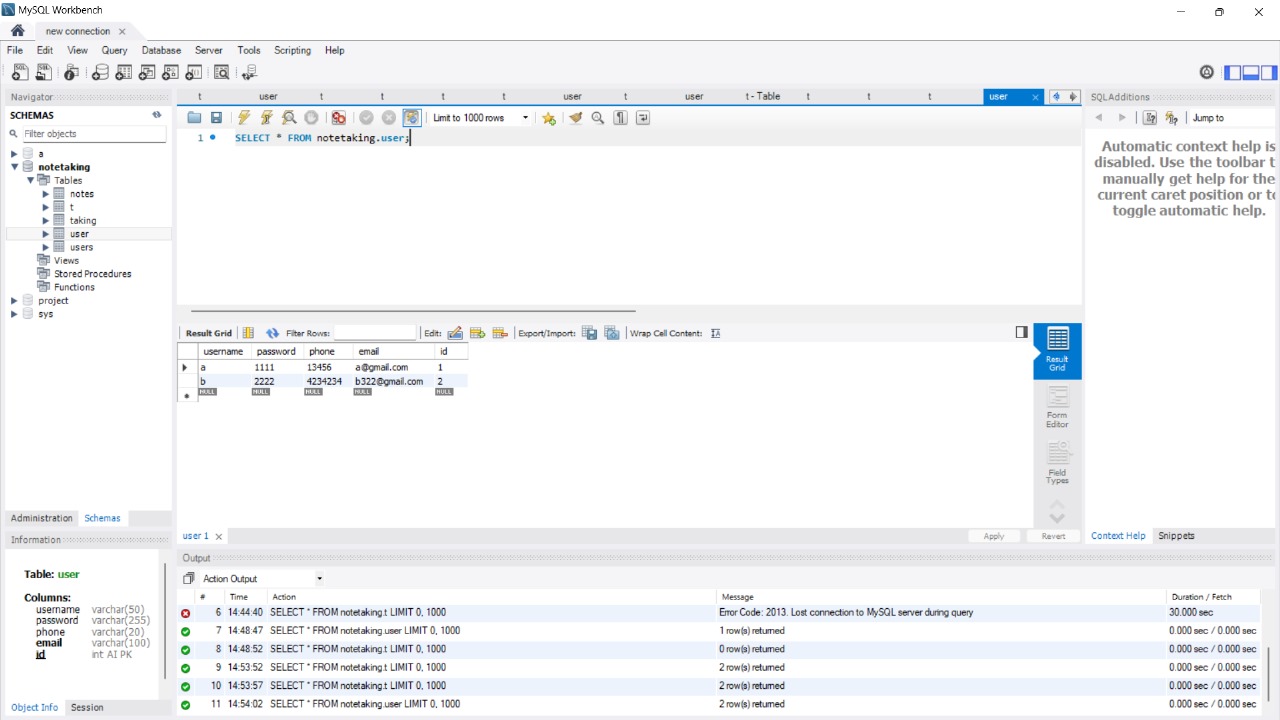 MySQL Workbench
new connection
File Edit View Query Database Server Tools Scripting Help
Navigator
SCHEMAS
Filter objects
a
notetaking
Tables
notes
t
taking
user
users
Views
Stored Procedures
Functions
project
sys
Administration Schemas
Information
Table: user
Columns:
username varchar(50)
password varchar(255)
phone varchar(20)
email varchar(100)
id int AI PK
Object Info Session
t user t t t t user t user t - Table t t t user
Limit to 1000 rows
1 SELECT * FROM notetaking.user;
Result Grid Filter Rows: Edit: Export/Import: Wrap Cell Content:
username password phone email id
a 1111 13456 a@gmail.com 1
b 2222 4234234 b322@gmail.com 2
NULL NULL NULL NULL NULL
Result
Grid
Form
Editor
Field
Types
user 1 Apply Revert
SQLAdditions
Jump to
Automatic context help is
disabled. Use the toolbar t
manually get help for the
current caret position or to
toggle automatic help.
Context Help Snippets
Output
Action Output
# Time Action Message Duration / Fetch
6 14:44:40 SELECT * FROM notetaking.t LIMIT 0, 1000 Error Code: 2013. Lost connection to MySQL server during query 30.000 sec
7 14:48:47 SELECT * FROM notetaking.user LIMIT 0, 1000 1 row(s) returned 0.000 sec / 0.000 sec
8 14:48:52 SELECT * FROM notetaking.t LIMIT 0, 1000 0 row(s) returned 0.000 sec / 0.000 sec
9 14:53:52 SELECT * FROM notetaking.t LIMIT 0, 1000 2 row(s) returned 0.000 sec / 0.000 sec
10 14:53:57 SELECT * FROM notetaking.t LIMIT 0, 1000 2 row(s) returned 0.000 sec / 0.000 sec
11 14:54:02 SELECT * FROM notetaking.user LIMIT 0, 1000 2 row(s) returned 0.000 sec / 0.000 sec